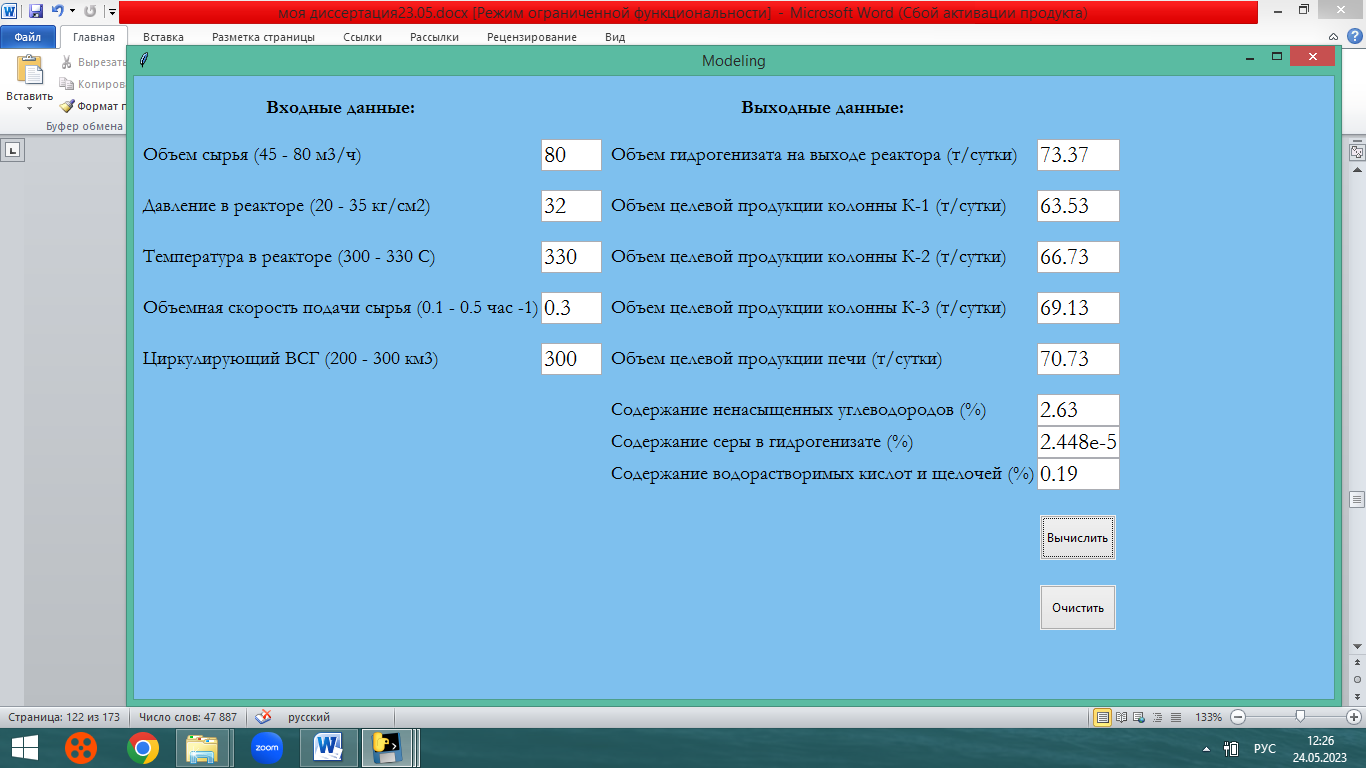 моя диссертация23.05.docx [Режим ограниченной функциональности] - Microsoft Word (Сбой активации продукта)
Файл Главная Вставка Разметка страницы Ссылки Рассылки Рецензирование Вид
Modeling
Вставить
Вырезать
Копиров
Формат п
Буфер обмена
Входные данные: Выходные данные:
Объем сырья (45 - 80 м3/ч) 80 Объем гидрогенизата на выходе реактора (т/сутки) 73.37
Давление в реакторе (20 - 35 кг/см2) 32 Объем целевой продукции колонны К-1 (т/сутки) 63.53
Температура в реакторе (300 - 330 С) 330 Объем целевой продукции колонны К-2 (т/сутки) 66.73
Объемная скорость подачи сырья (0.1 - 0.5 час -1) 0.3 Объем целевой продукции колонны К-3 (т/сутки) 69.13
Циркулирующий ВСГ (200 - 300 км3) 300 Объем целевой продукции печи (т/сутки) 70.73
Содержание ненасыщенных углеводородов (%) 2.63
Содержание серы в гидрогенизате (%) 2.448e-5
Содержание водорастворимых кислот и щелочей (%) 0.19
Вычислить
Очистить
Страница: 122 из 173 Число слов: 47 887 русский 133%
zoom
РУС
12:26
24.05.2023